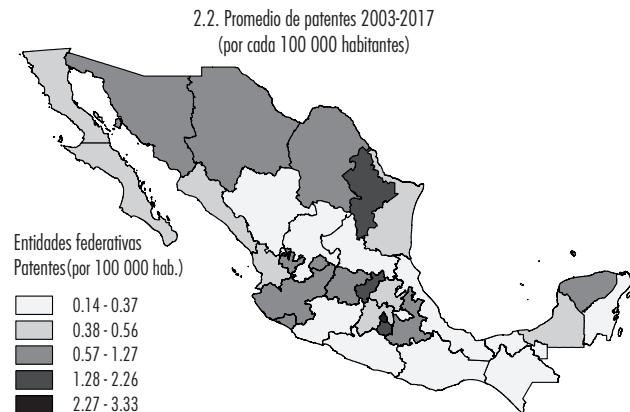 2.2. Promedio de patentes 2003-2017
(por cada 100 000 habitantes)
Entidades federativas
Patentes(por 100 000 hab.)
0.14 - 0.37
0.38 - 0.56
0.57 - 1.27
1.28 - 2.26
2.27 - 3.33